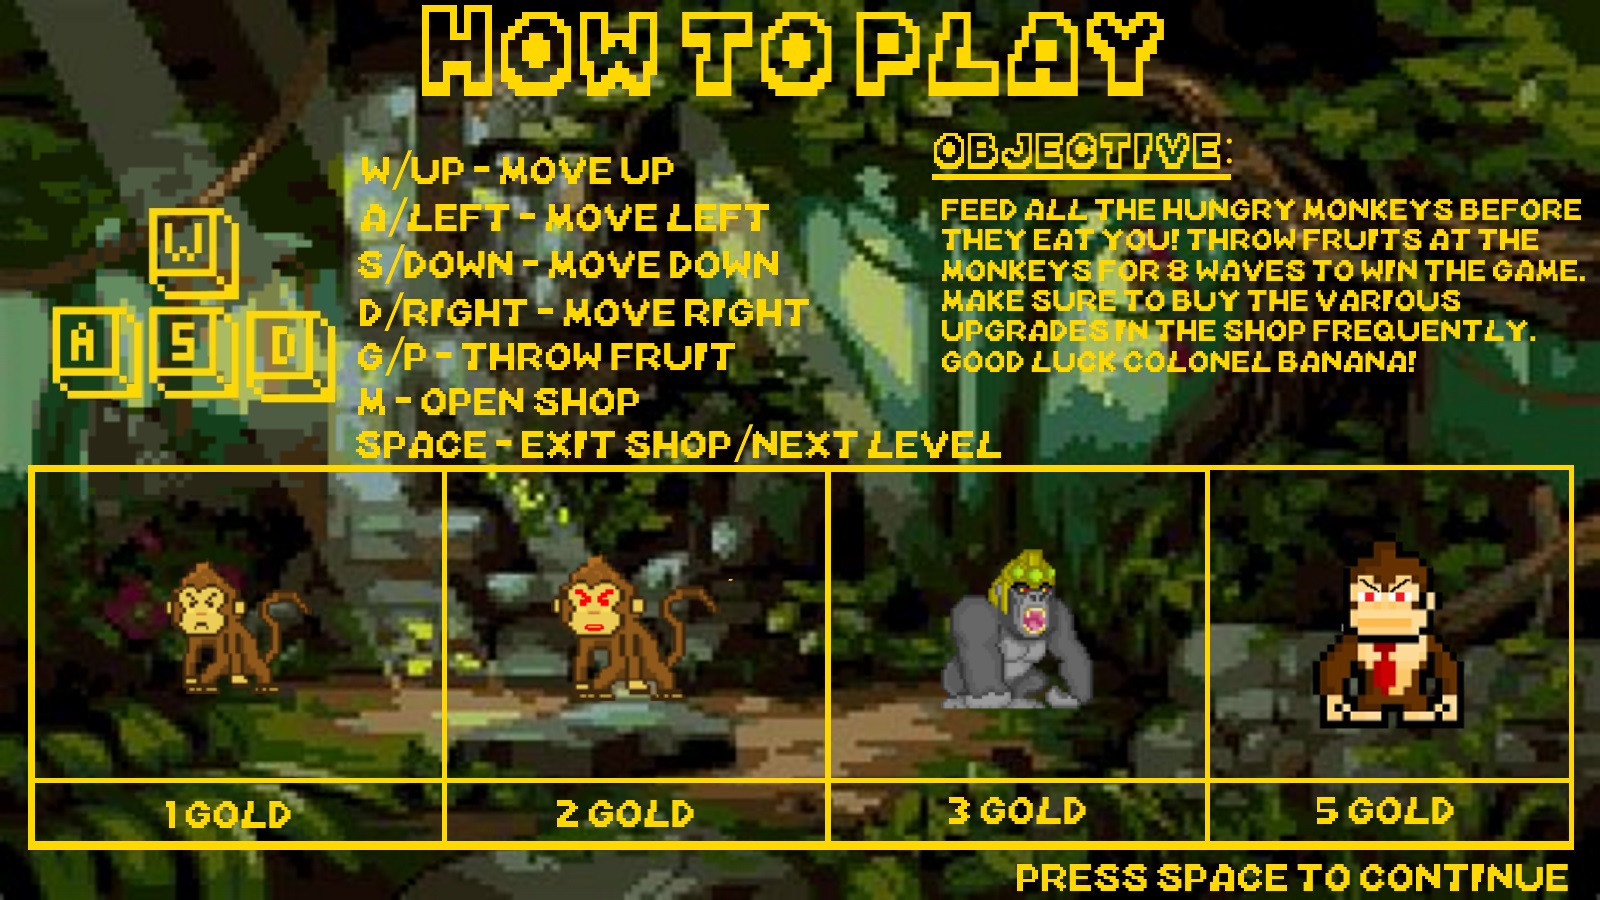 HOW TO PLAY
W
A S D
W/UP - MOVE UP
A/LEFT - MOVE LEFT
S/DOWN - MOVE DOWN
D/RIGHT - MOVE RIGHT
G/P - THROW FRUIT
M - OPEN SHOP
SPACE - EXIT SHOP/NEXT LEVEL
OBJECTIVE:
FEED ALL THE HUNGRY MONKEYS BEFORE
THEY EAT YOU! THROW FRUITS AT THE
MONKEYS FOR 8 WAVES TO WIN THE GAME.
MAKE SURE TO BUY THE VARIOUS
UPGRADES IN THE SHOP FREQUENTLY.
GOOD LUCK COLONEL BANANA!
1 GOLD
2 GOLD
3 GOLD
5 GOLD
PRESS SPACE TO CONTINUE